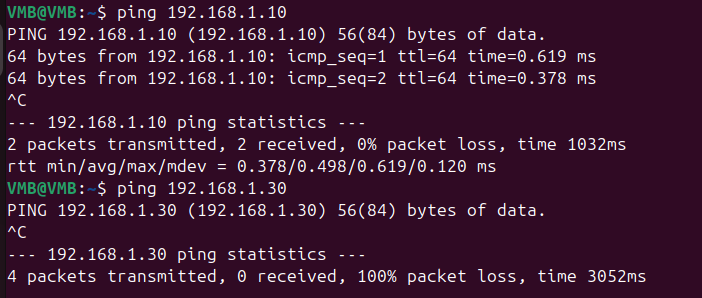 VMB@VMB:~$ ping 192.168.1.10
PING 192.168.1.10 (192.168.1.10) 56(84) bytes of data.
64 bytes from 192.168.1.10: icmp_seq=1 ttl=64 time=0.619 ms
64 bytes from 192.168.1.10: icmp_seq=2 ttl=64 time=0.378 ms
^C
--- 192.168.1.10 ping statistics ---
2 packets transmitted, 2 received, 0% packet loss, time 1032ms
rtt min/avg/max/mdev = 0.378/0.498/0.619/0.120 ms
VMB@VMB:~$ ping 192.168.1.30
PING 192.168.1.30 (192.168.1.30) 56(84) bytes of data.
^C
--- 192.168.1.30 ping statistics ---
4 packets transmitted, 0 received, 100% packet loss, time 3052ms